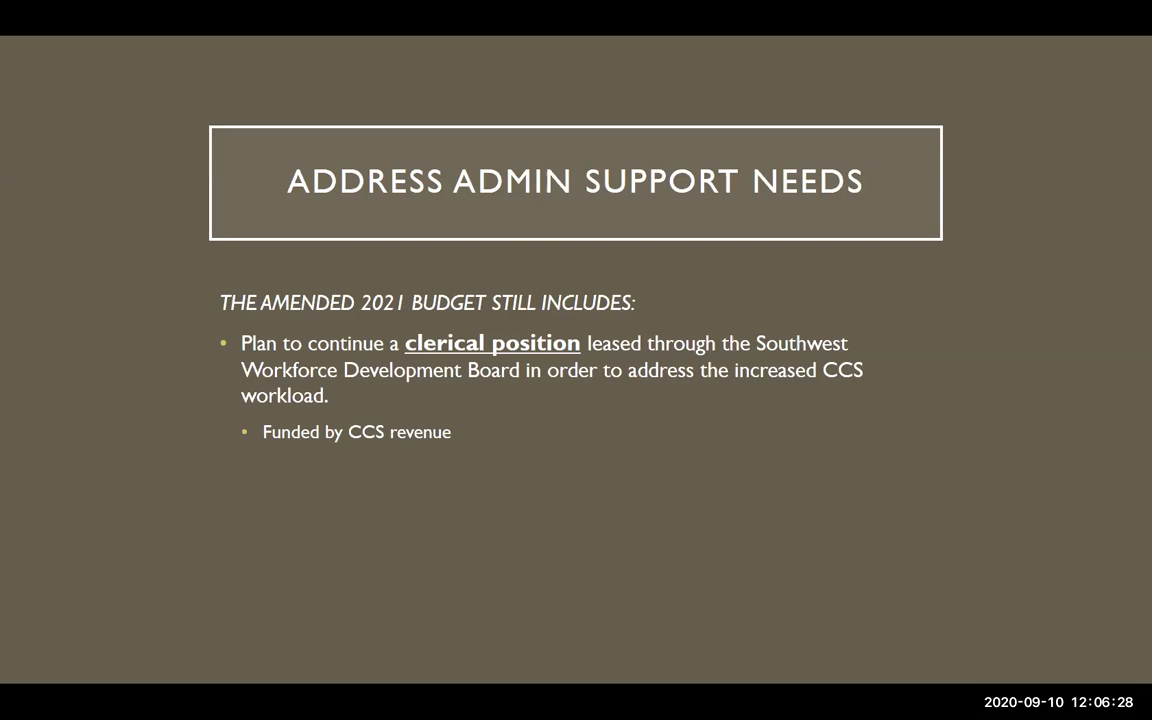 ADDRESS ADMIN SUPPORT NEEDS
THE AMENDED 2021 BUDGET STILL INCLUDES:
• Plan to continue a clerical position leased through the Southwest
Workforce Development Board in order to address the increased CCS
workload.
• Funded by CCS revenue
2020-09-10 12:06:28